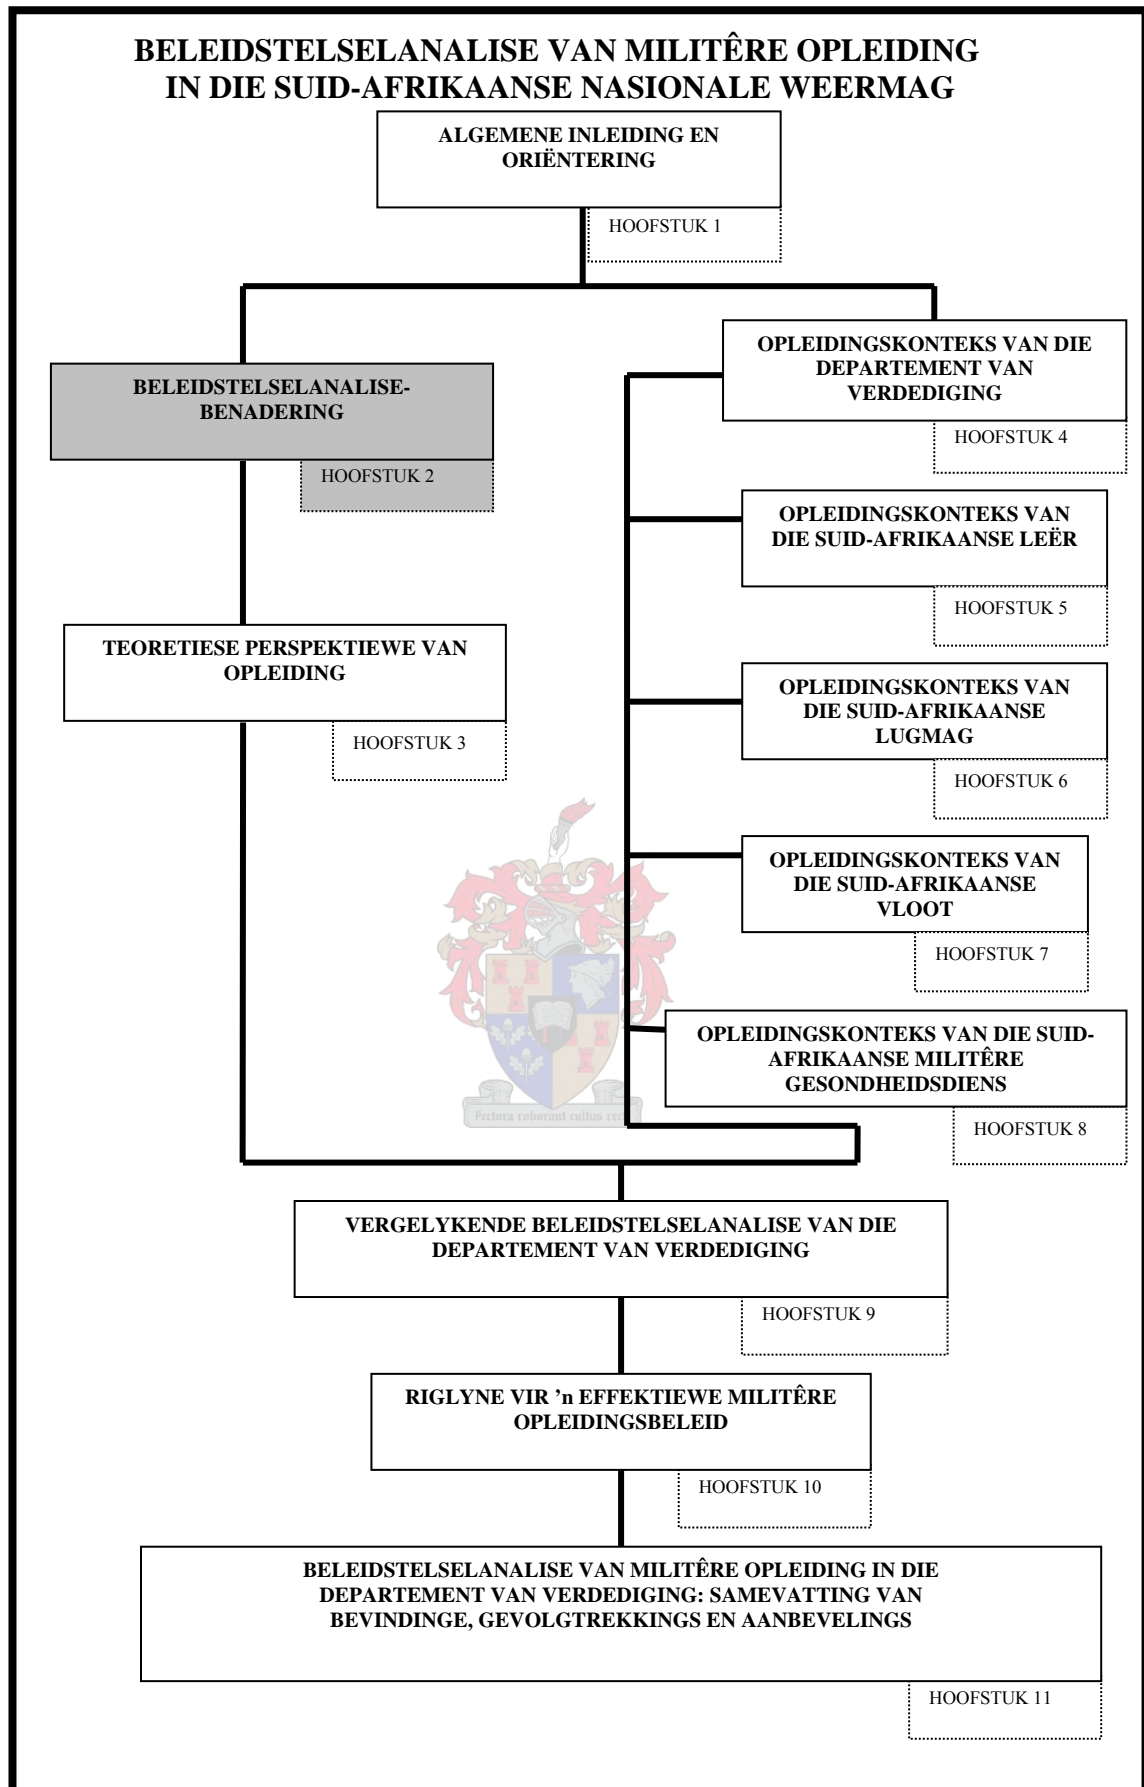 BELEIDSTELSELANALISE VAN MILITÊRE OPLEIDING
IN DIE SUID-AFRIKAANSE NASIONALE WEERMAG
ALGEMENE INLEIDING EN
ORIËNTERING
HOOFSTUK 1
BELEIDSTELSELANALISE-
BENADERING
HOOFSTUK 2
TEORETIESE PERSPEKTIEWE VAN
OPLEIDING
HOOFSTUK 3
OPLEIDINGSKONTEKS VAN DIE
DEPARTEMENT VAN
VERDEDIGING
HOOFSTUK 4
OPLEIDINGSKONTEKS VAN
DIE SUID-AFRIKAANSE LEËR
HOOFSTUK 5
OPLEIDINGSKONTEKS VAN
DIE SUID-AFRIKAANSE
LUGMAG
HOOFSTUK 6
OPLEIDINGSKONTEKS VAN
DIE SUID-AFRIKAANSE
VLOOT
HOOFSTUK 7
OPLEIDINGSKONTEKS VAN DIE SUID-
AFRIKAANSE MILITÊRE
GESONDHEIDSDIENS
HOOFSTUK 8
Pectora roborant cultus recti
VERGELYKENDE BELEIDSTELSELANALISE VAN DIE
DEPARTEMENT VAN VERDEDIGING
HOOFSTUK 9
RIGLYNE VIR ’n EFFEKTIEWE MILITÊRE
OPLEIDINGSBELEID
HOOFSTUK 10
BELEIDSTELSELANALISE VAN MILITÊRE OPLEIDING IN DIE
DEPARTEMENT VAN VERDEDIGING: SAMEVATTING VAN
BEVINDINGE, GEVOLGTREKKINGS EN AANBEVELINGS
HOOFSTUK 11